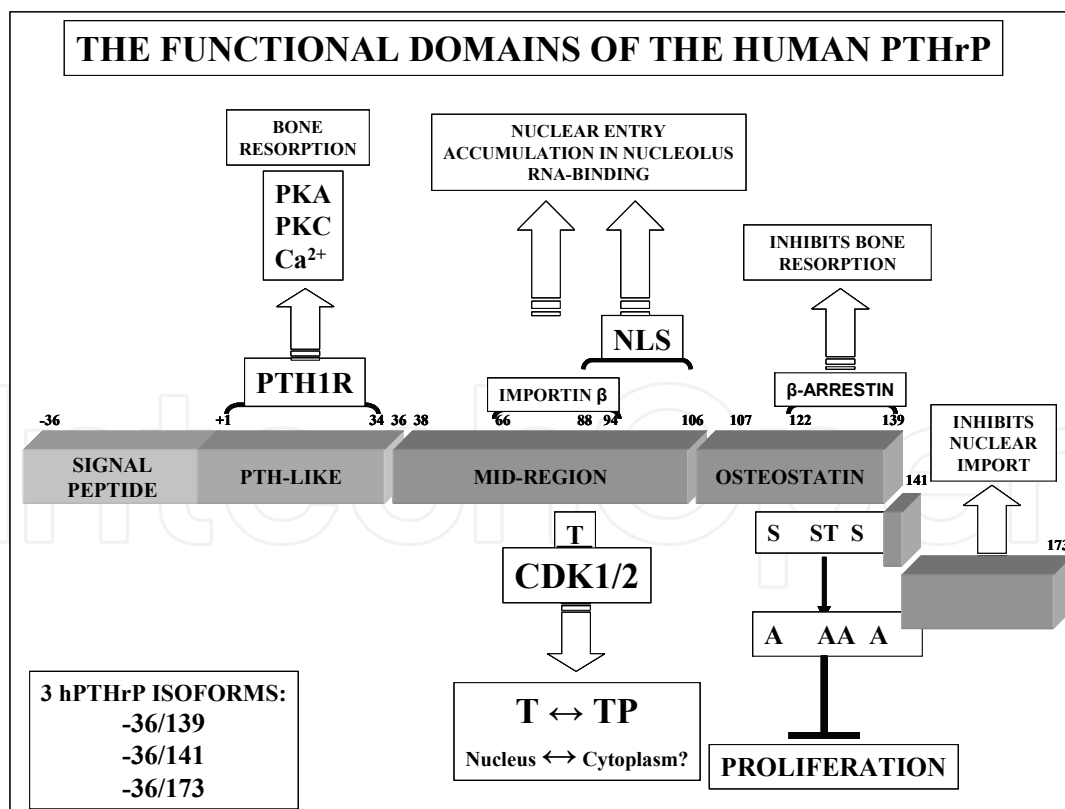 THE FUNCTIONAL DOMAINS OF THE HUMAN PTHrP
BONE
RESORPTION
PKA
PKC
Ca²⁺
PTH1R
NUCLEAR ENTRY
ACCUMULATION IN NUCLEOLUS
RNA-BINDING
NLS
IMPORTIN β
INHIBITS BONE
RESORPTION
β-ARRESTIN
INHIBITS
NUCLEAR
IMPORT
-36 +1 34 36 38 66 88 94 106 107 122 139
141
173
SIGNAL
PEPTIDE
PTH-LIKE
MID-REGION
OSTEOSTATIN
T
CDK1/2
T ↔ TP
Nucleus ↔ Cytoplasm?
S ST S
A AA A
PROLIFERATION
3 hPTHrP ISOFORMS:
-36/139
-36/141
-36/173